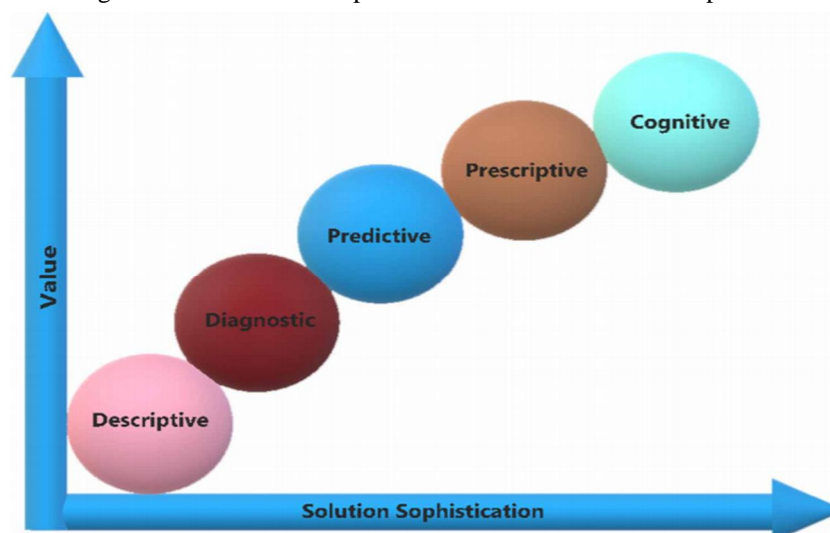 Cognitive
Prescriptive
Predictive
Diagnostic
Descriptive
Value
Solution Sophistication